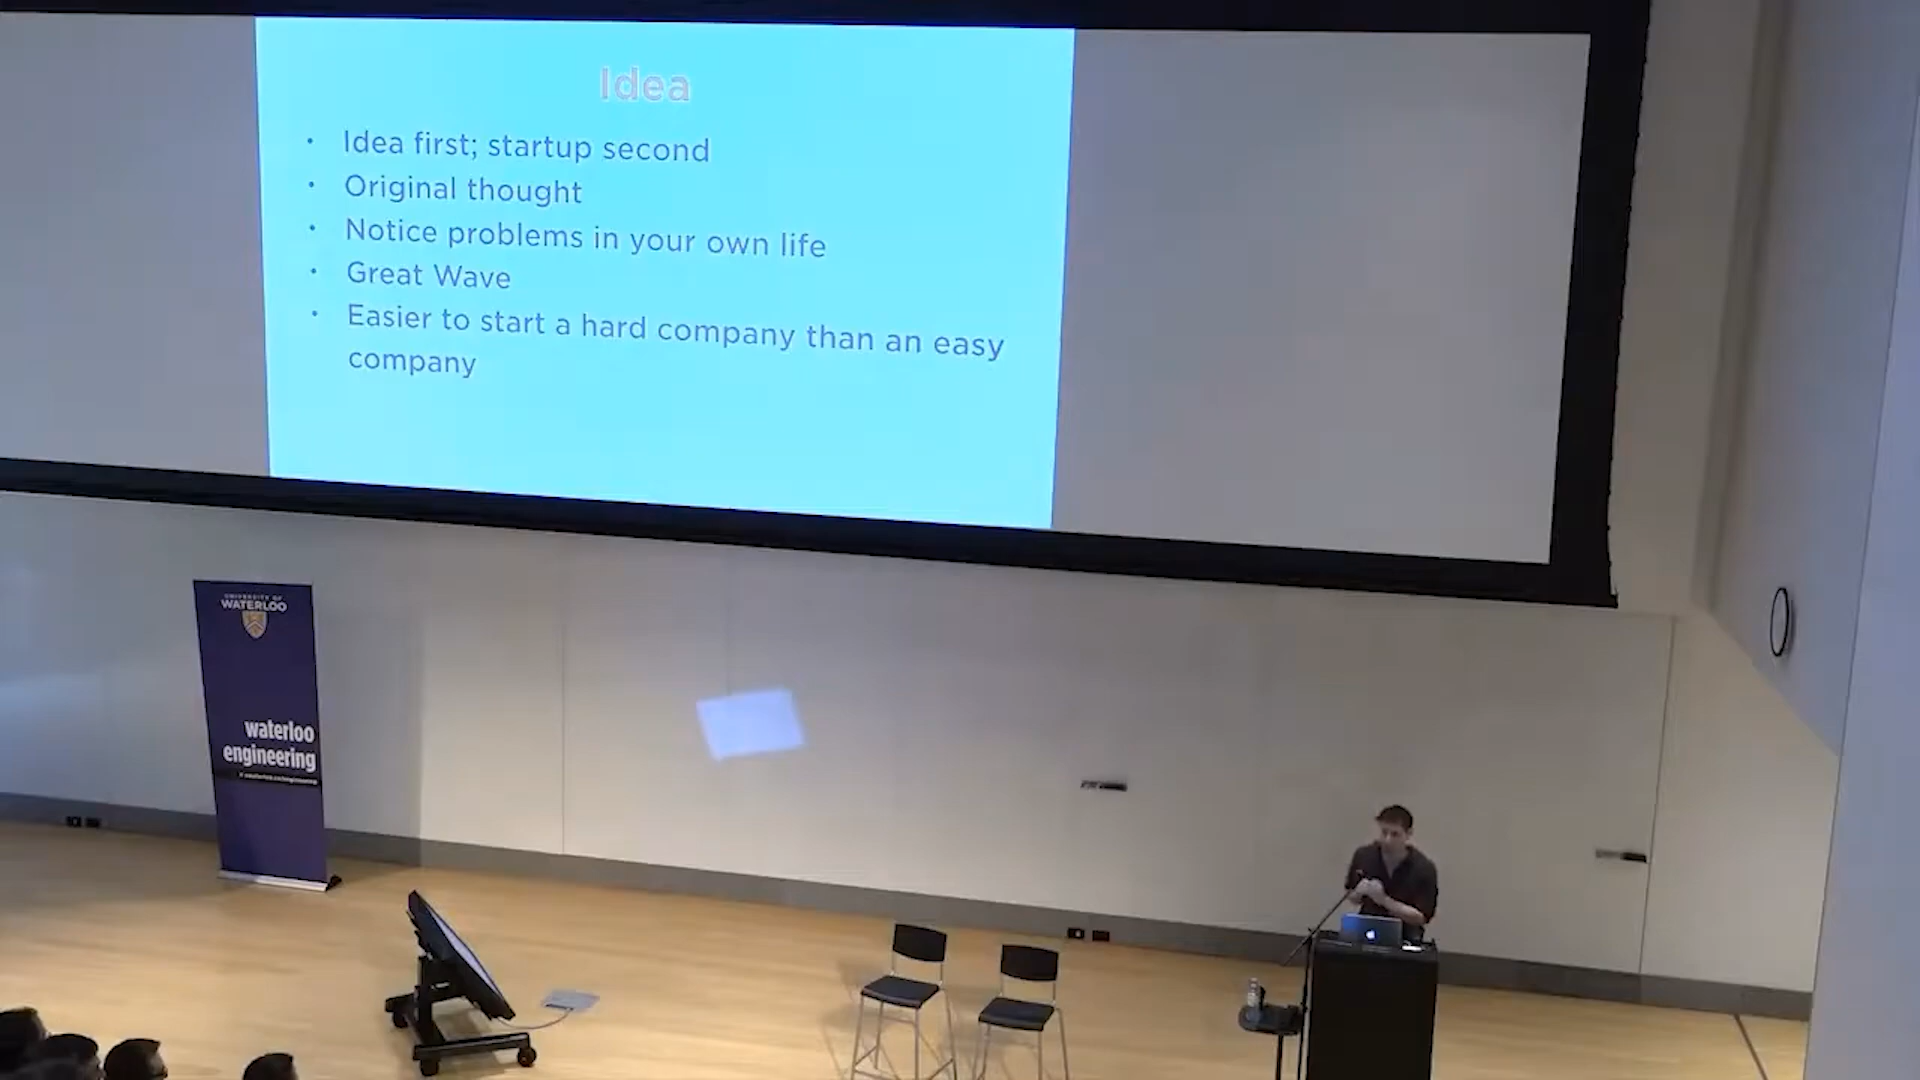 Idea
• Idea first; startup second
• Original thought
• Notice problems in your own life
• Great Wave
• Easier to start a hard company than an easy
company
UNIVERSITY OF
WATERLOO
waterloo
engineering